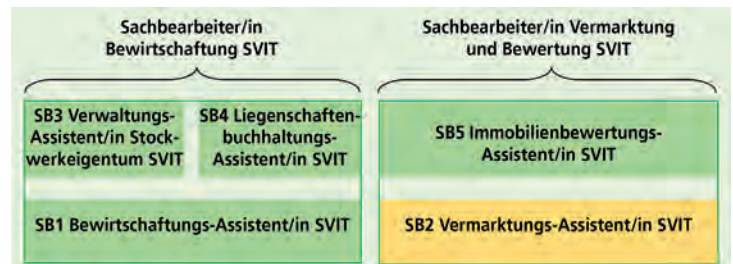 Sachbearbeiter/in
Bewirtschaftung SVIT
Sachbearbeiter/in Vermarktung
und Bewertung SVIT
SB3 Verwaltungs-
Assistent/in Stock-
werkeigentum SVIT
SB4 Liegenschaften-
buchhaltungs-
Assistent/in SVIT
SB5 Immobilienbewertungs-
Assistent/in SVIT
SB1 Bewirtschaftungs-Assistent/in SVIT
SB2 Vermarktungs-Assistent/in SVIT